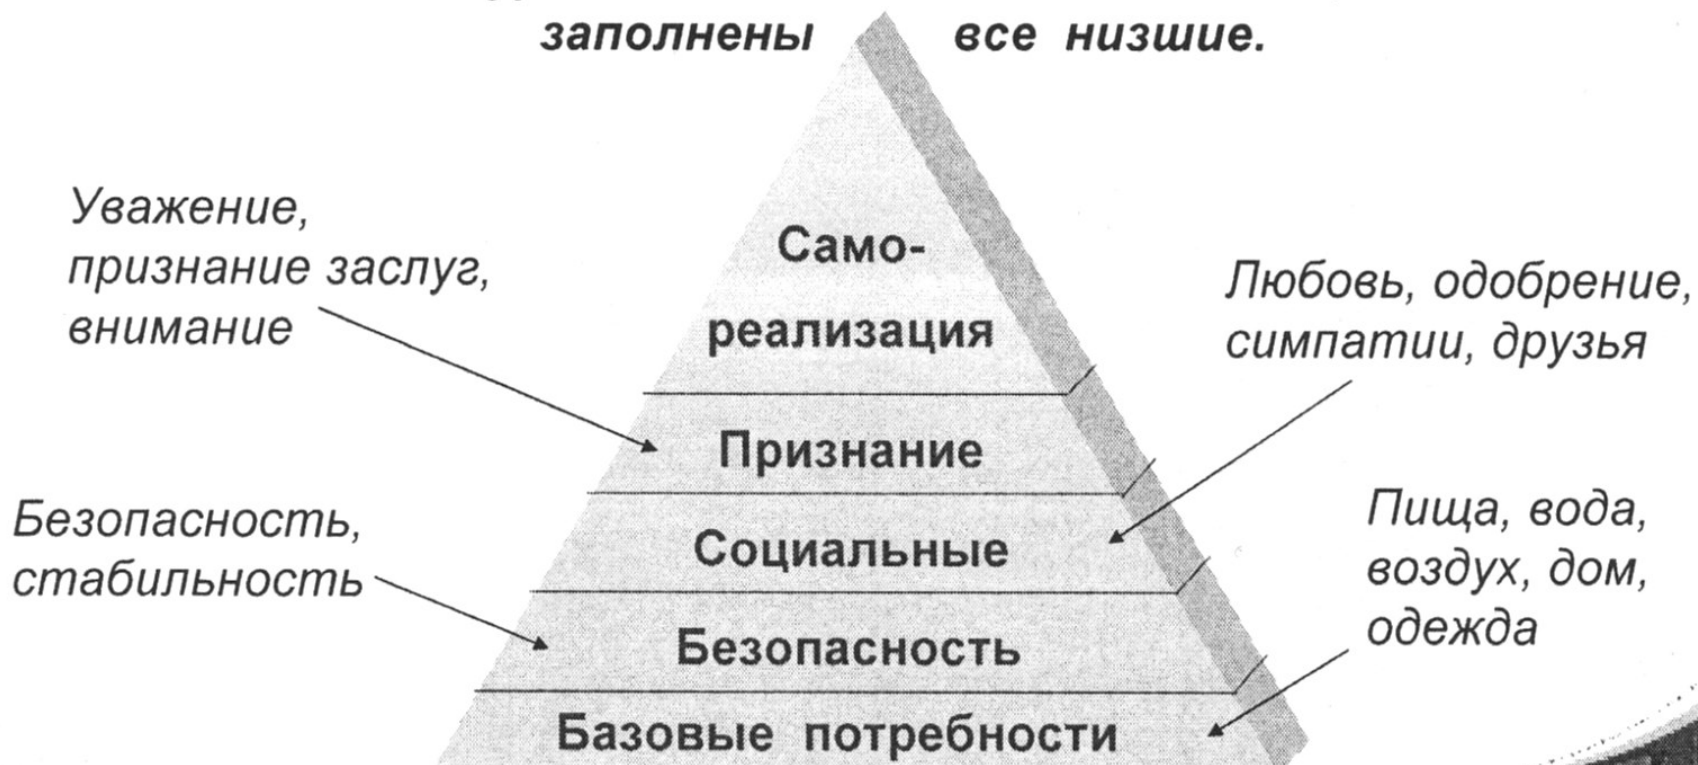 заполнены все низшие.
Уважение,
признание заслуг,
внимание
Само-
реализация
Любовь, одобрение,
симпатии, друзья
Признание
Безопасность,
стабильность
Социальные
Пища, вода,
воздух, дом,
одежда
Безопасность
Базовые потребности